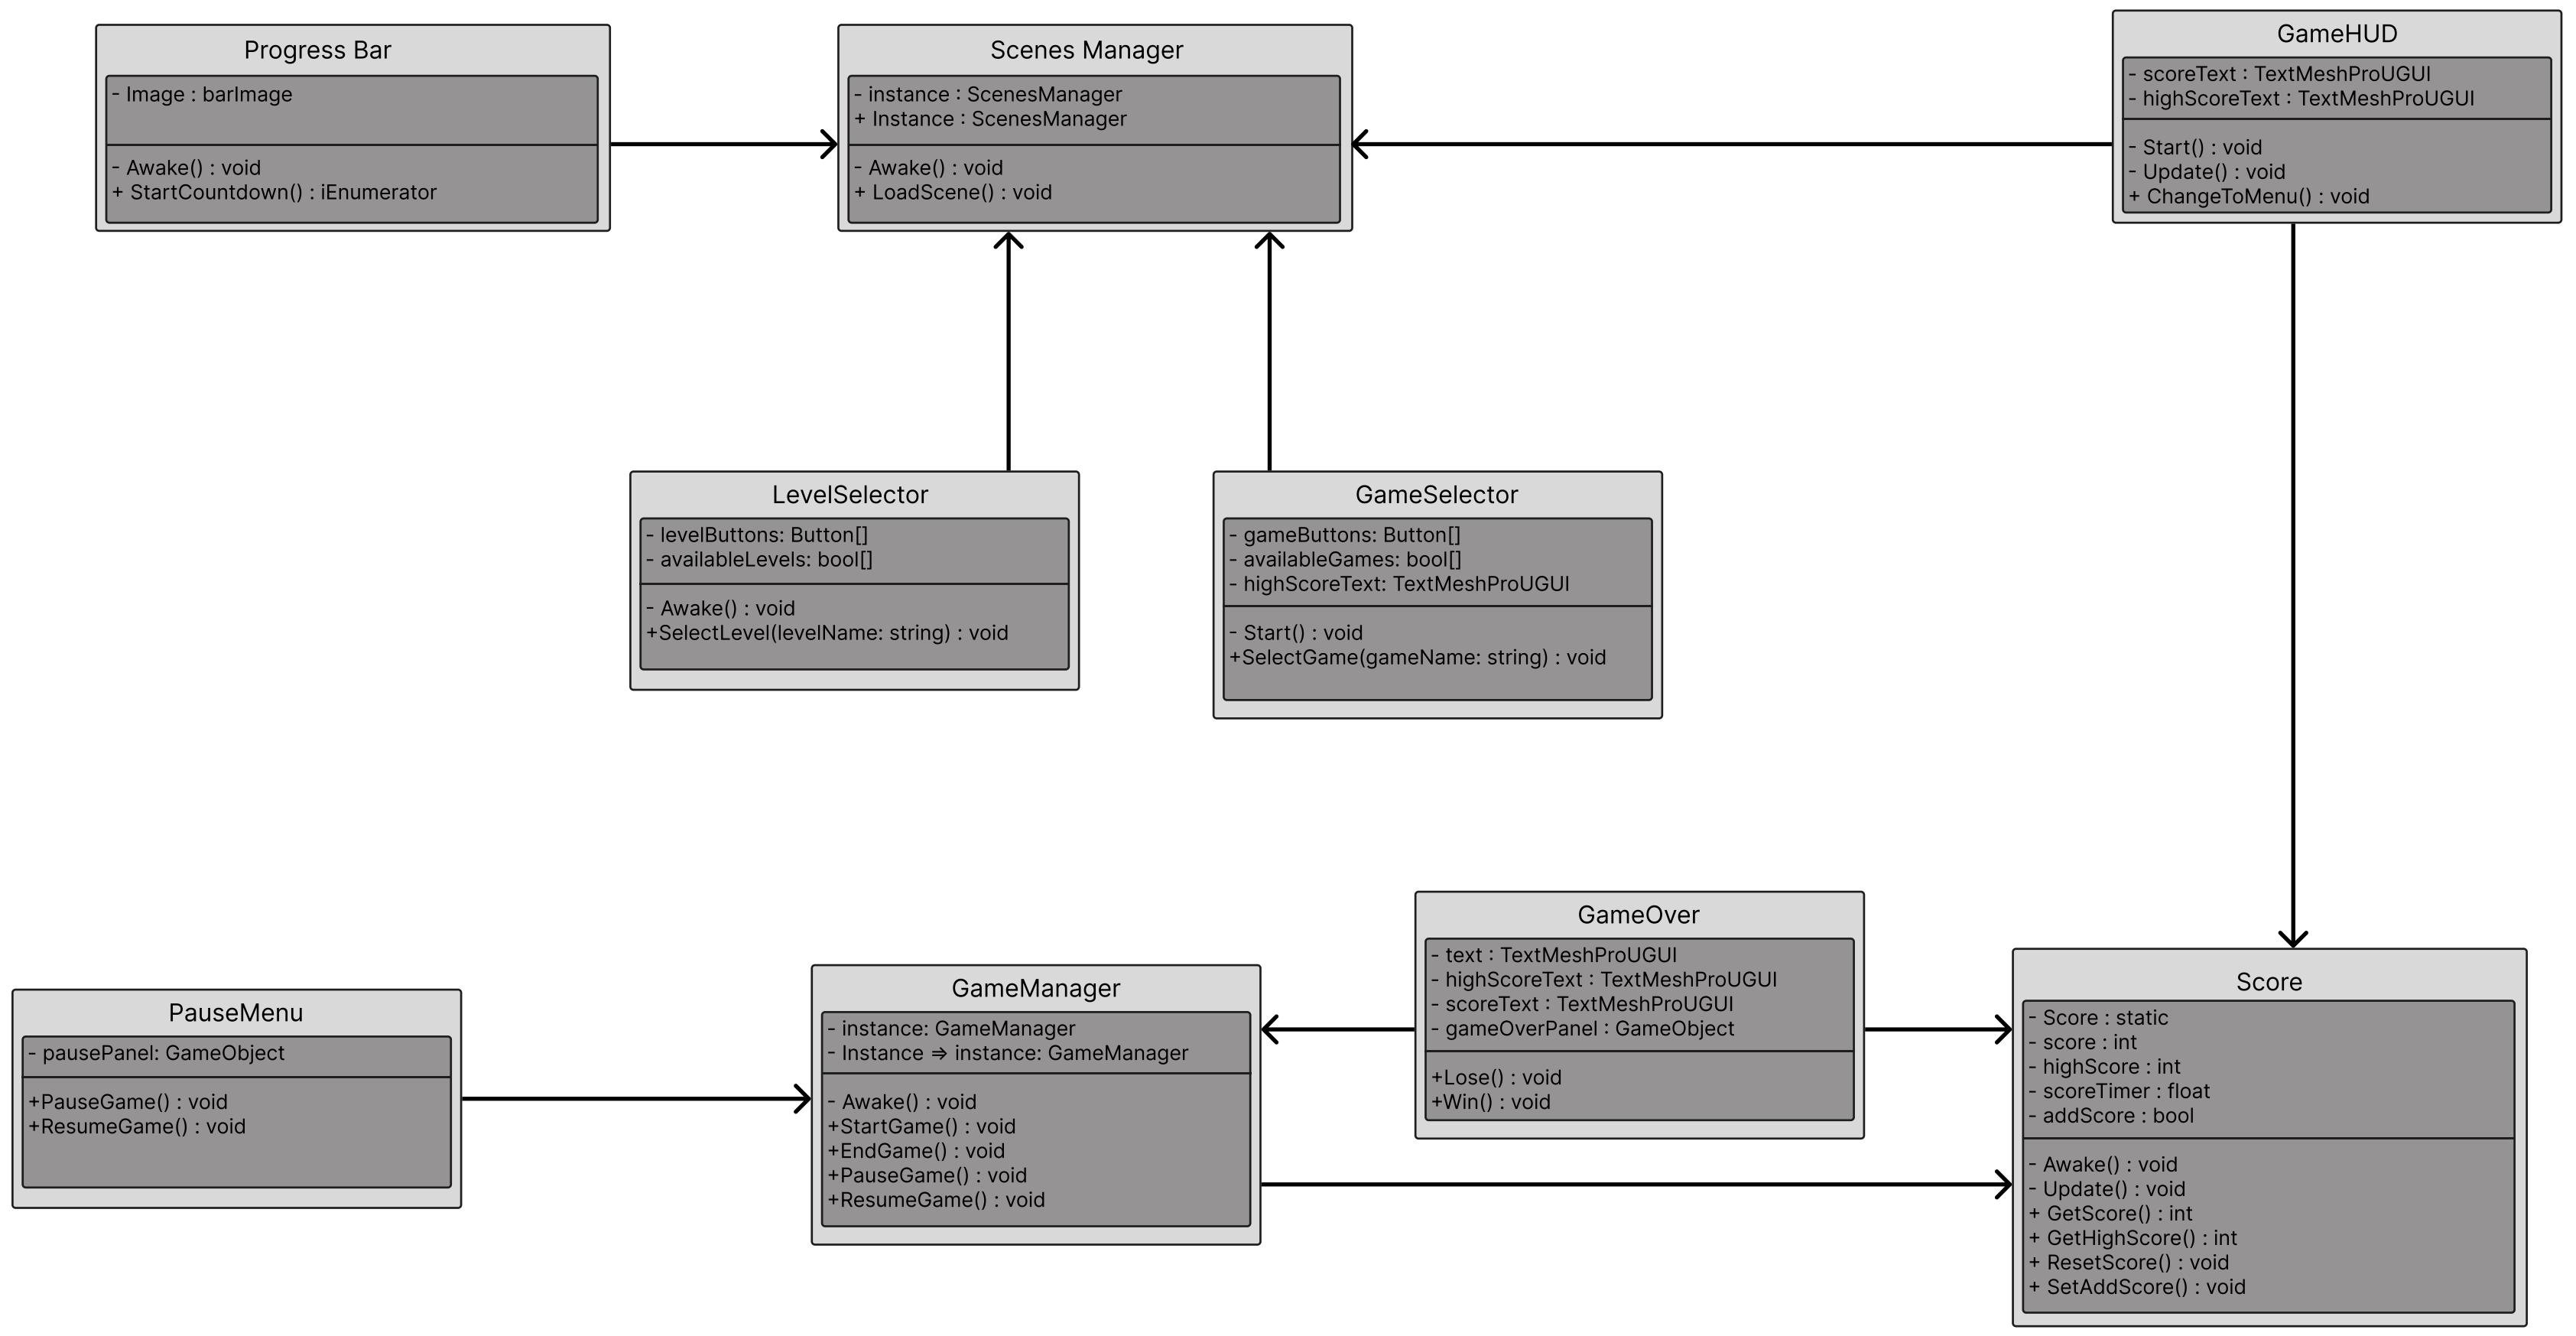 Progress Bar
- Image : barImage
- Awake() : void
+ StartCountdown() : iEnumerator
Scenes Manager
- instance : ScenesManager
+ Instance : ScenesManager
- Awake() : void
+ LoadScene() : void
GameHUD
- scoreText : TextMeshProUGUI
- highScoreText : TextMeshProUGUI
- Start() : void
- Update() : void
+ ChangeToMenu() : void
LevelSelector
- levelButtons: Button[]
- availableLevels: bool[]
- Awake() : void
+SelectLevel(levelName: string) : void
GameSelector
- gameButtons: Button[]
- availableGames: bool[]
- highScoreText: TextMeshProUGUI
- Start() : void
+SelectGame(gameName: string) : void
PauseMenu
- pausePanel: GameObject
+PauseGame() : void
+ResumeGame() : void
GameManager
- instance: GameManager
- Instance => instance: GameManager
- Awake() : void
+StartGame() : void
+EndGame() : void
+PauseGame() : void
+ResumeGame() : void
GameOver
- text : TextMeshProUGUI
- highScoreText : TextMeshProUGUI
- scoreText : TextMeshProUGUI
- gameOverPanel : GameObject
+Lose() : void
+Win() : void
Score
- Score : static
- score : int
- highScore : int
- scoreTimer : float
- addScore : bool
- Awake() : void
- Update() : void
+ GetScore() : int
+ GetHighScore() : int
+ ResetScore() : void
+ SetAddScore() : void